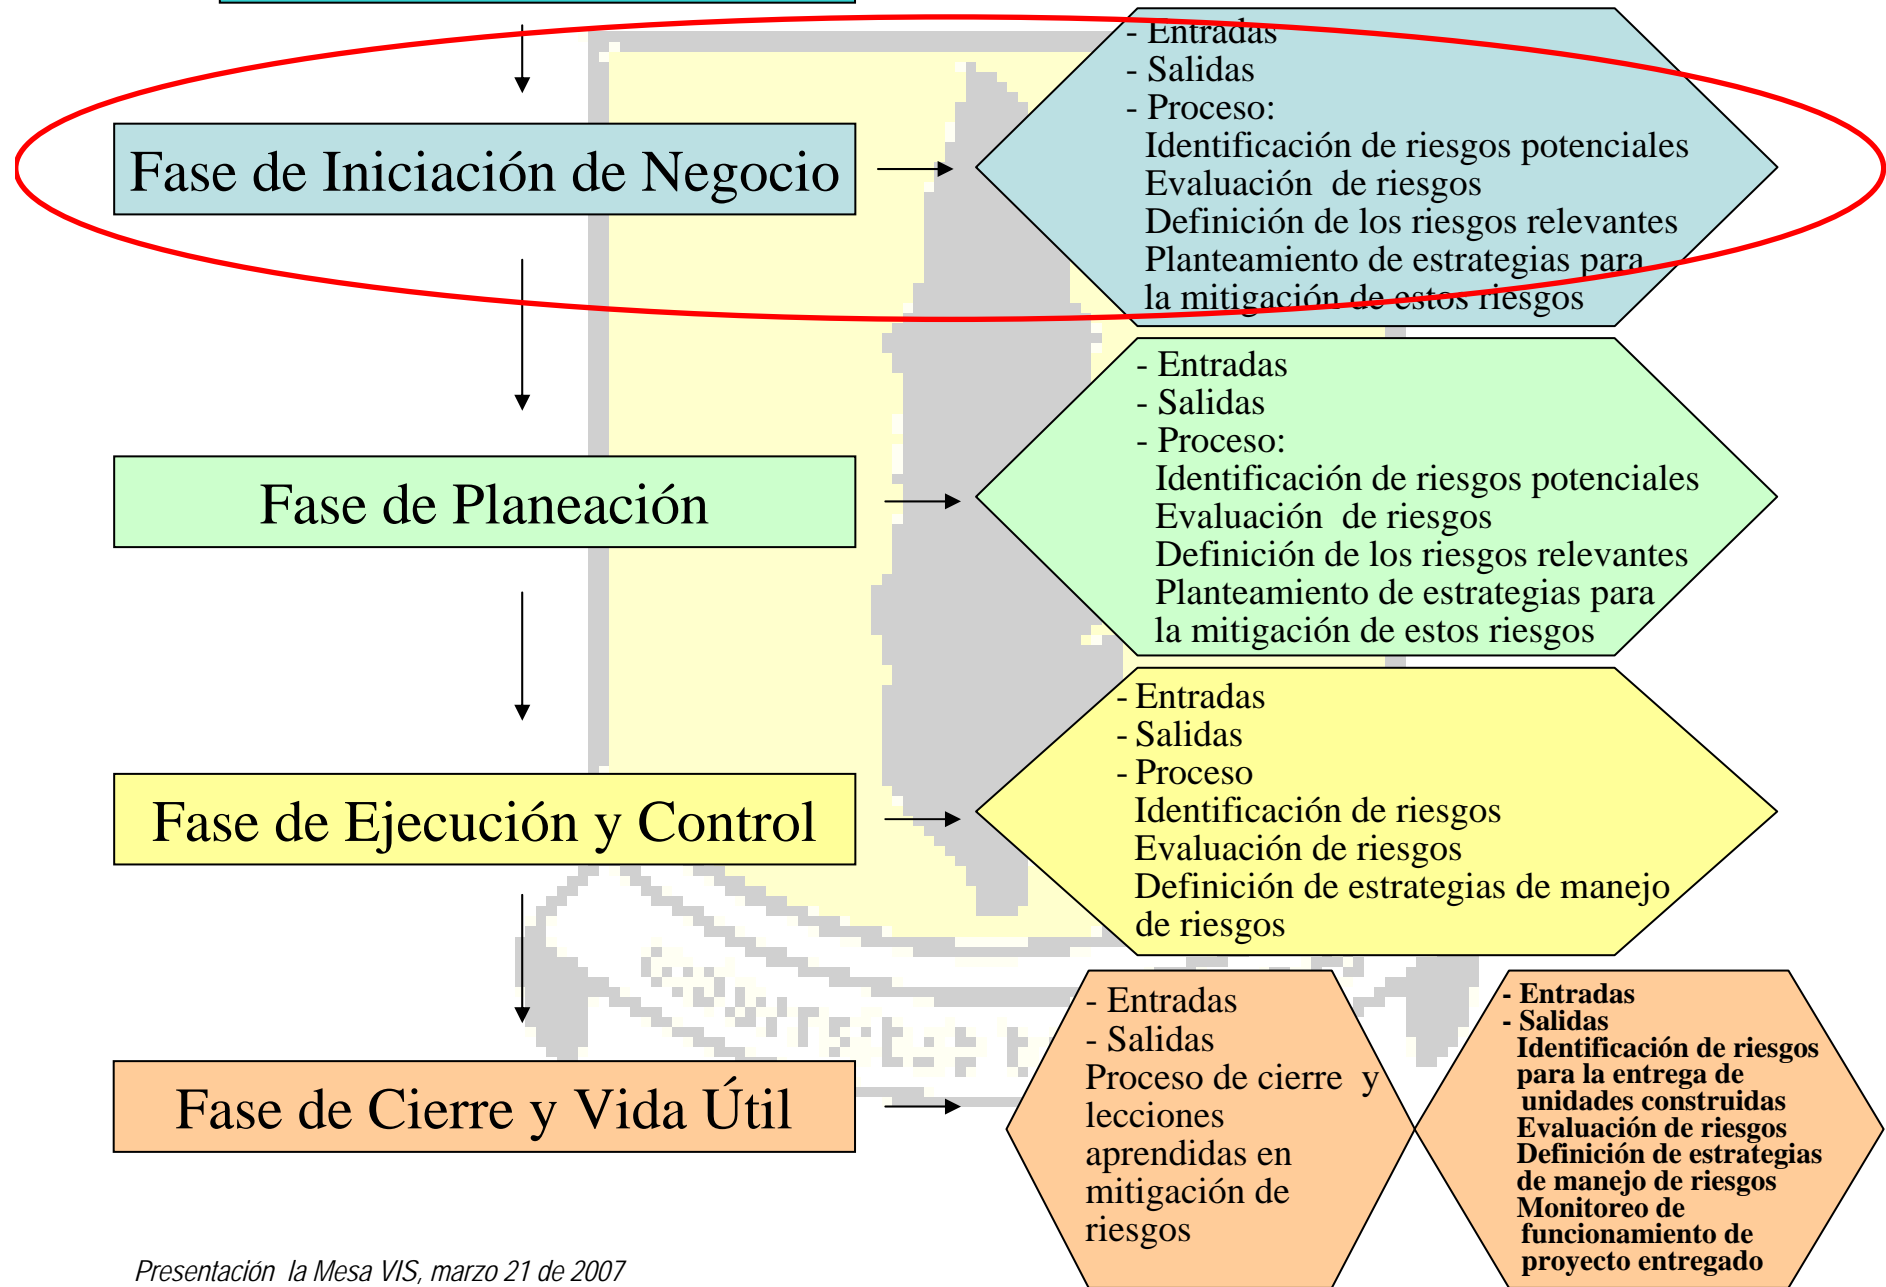 - Entradas
- Salidas
- Proceso:
Fase de Iniciación de Negocio
Identificación de riesgos potenciales
Evaluación  de riesgos
Definición de los riesgos relevantes
Planteamiento de estrategias para
la mitigación de estos riesgos
Fase de Planeación
- Entradas
- Salidas
- Proceso:
Identificación de riesgos potenciales
Evaluación  de riesgos
Definición de los riesgos relevantes
Planteamiento de estrategias para
la mitigación de estos riesgos
Fase de Ejecución y Control
- Entradas
- Salidas
- Proceso
Identificación de riesgos
Evaluación de riesgos
Definición de estrategias de manejo
de riesgos
Fase de Cierre y Vida Útil
- Entradas
- Salidas
Proceso de cierre  y
lecciones
aprendidas en
mitigación de
riesgos
- Entradas
- Salidas
Identificación de riesgos
para la entrega de
unidades construidas
Evaluación de riesgos
Definición de estrategias
de manejo de riesgos
Monitoreo de
funcionamiento de
proyecto entregado
Presentación  la Mesa VIS, marzo 21 de 2007